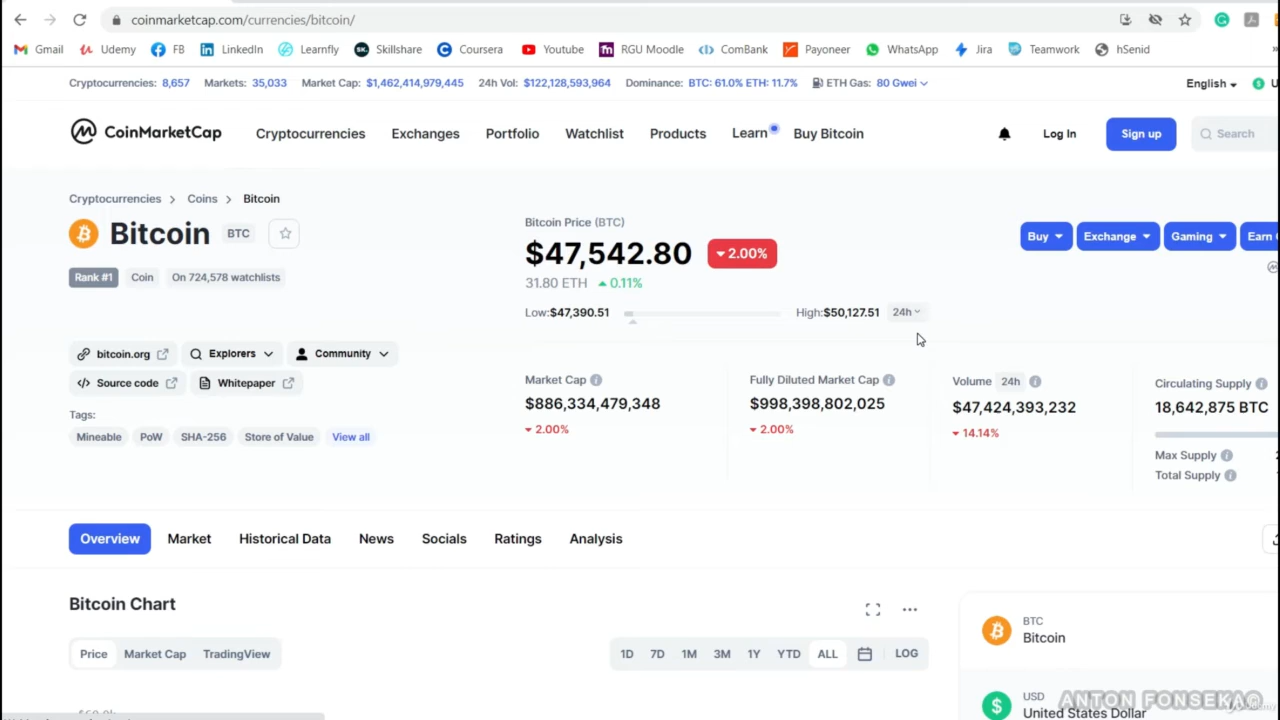 coinmarketcap.com/currencies/bitcoin/
Gmail Udemy FB LinkedIn Learnfly Skillshare Coursera Youtube RGU Moodle ComBank Payoneer WhatsApp Jira Teamwork hSenid
Cryptocurrencies: 8,657 Markets: 35,033 Market Cap: $1,462,414,979,445 24h Vol: $122,128,593,964 Dominance: BTC: 61.0% ETH: 11.7% ETH Gas: 80 Gwei English
CoinMarketCap Cryptocurrencies Exchanges Portfolio Watchlist Products Learn Buy Bitcoin Log In Sign up Search
Cryptocurrencies > Coins > Bitcoin
Bitcoin BTC
Rank #1 Coin On 724,578 watchlists
Bitcoin Price (BTC)
$47,542.80 2.00%
31.80 ETH 0.11%
Low:$47,390.51 High:$50,127.51 24h
Buy Exchange Gaming Earn
bitcoin.org Explorers Community
Source code Whitepaper
Tags:
Mineable PoW SHA-256 Store of Value View all
Market Cap
$886,334,479,348
2.00%
Fully Diluted Market Cap
$998,398,802,025
2.00%
Volume 24h
$47,424,393,232
14.14%
Circulating Supply
18,642,875 BTC
Max Supply
Total Supply
Overview Market Historical Data News Socials Ratings Analysis
Bitcoin Chart
Price Market Cap TradingView
1D 7D 1M 3M 1Y YTD ALL LOG
BTC
Bitcoin
USD
United States Dollar
ANTON FONSEKA©